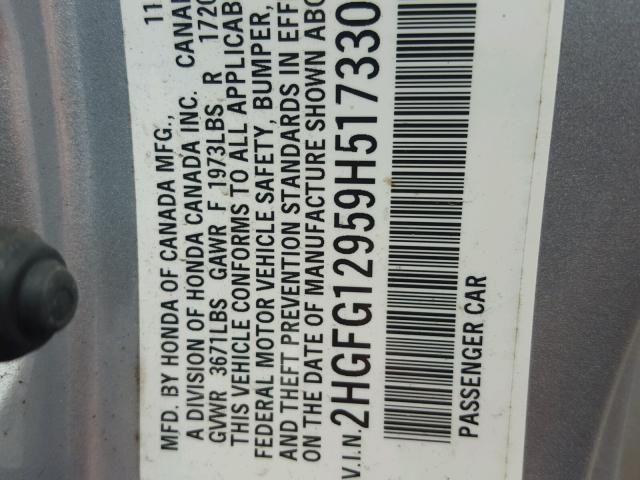 11
MFD. BY HONDA OF CANADA MFG.,
A DIVISION OF HONDA CANADA INC. CANA
GVWR 3671LBS GAWR F 1973LBS R 172
THIS VEHICLE CONFORMS TO ALL APPLICAB
FEDERAL MOTOR VEHICLE SAFETY, BUMPER,
AND THEFT PREVENTION STANDARDS IN EFF
ON THE DATE OF MANUFACTURE SHOWN ABO
V.I.N. 2HGFG12959H517330
PASSENGER CAR